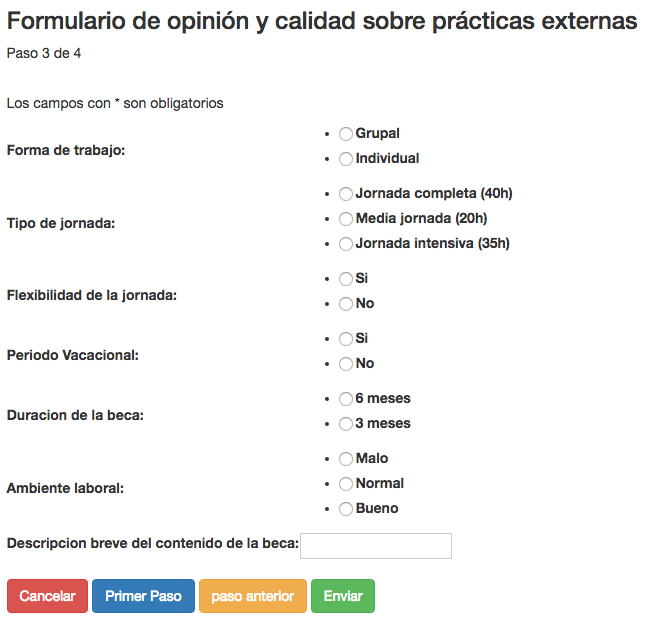 Formulario de opinión y calidad sobre prácticas externas
Paso 3 de 4
Los campos con * son obligatorios
Forma de trabajo:
Grupal
Individual
Tipo de jornada:
Jornada completa (40h)
Media jornada (20h)
Jornada intensiva (35h)
Flexibilidad de la jornada:
Si
No
Periodo Vacacional:
Si
No
Duracion de la beca:
6 meses
3 meses
Ambiente laboral:
Malo
Normal
Bueno
Descripcion breve del contenido de la beca:
Cancelar Primer Paso paso anterior Enviar